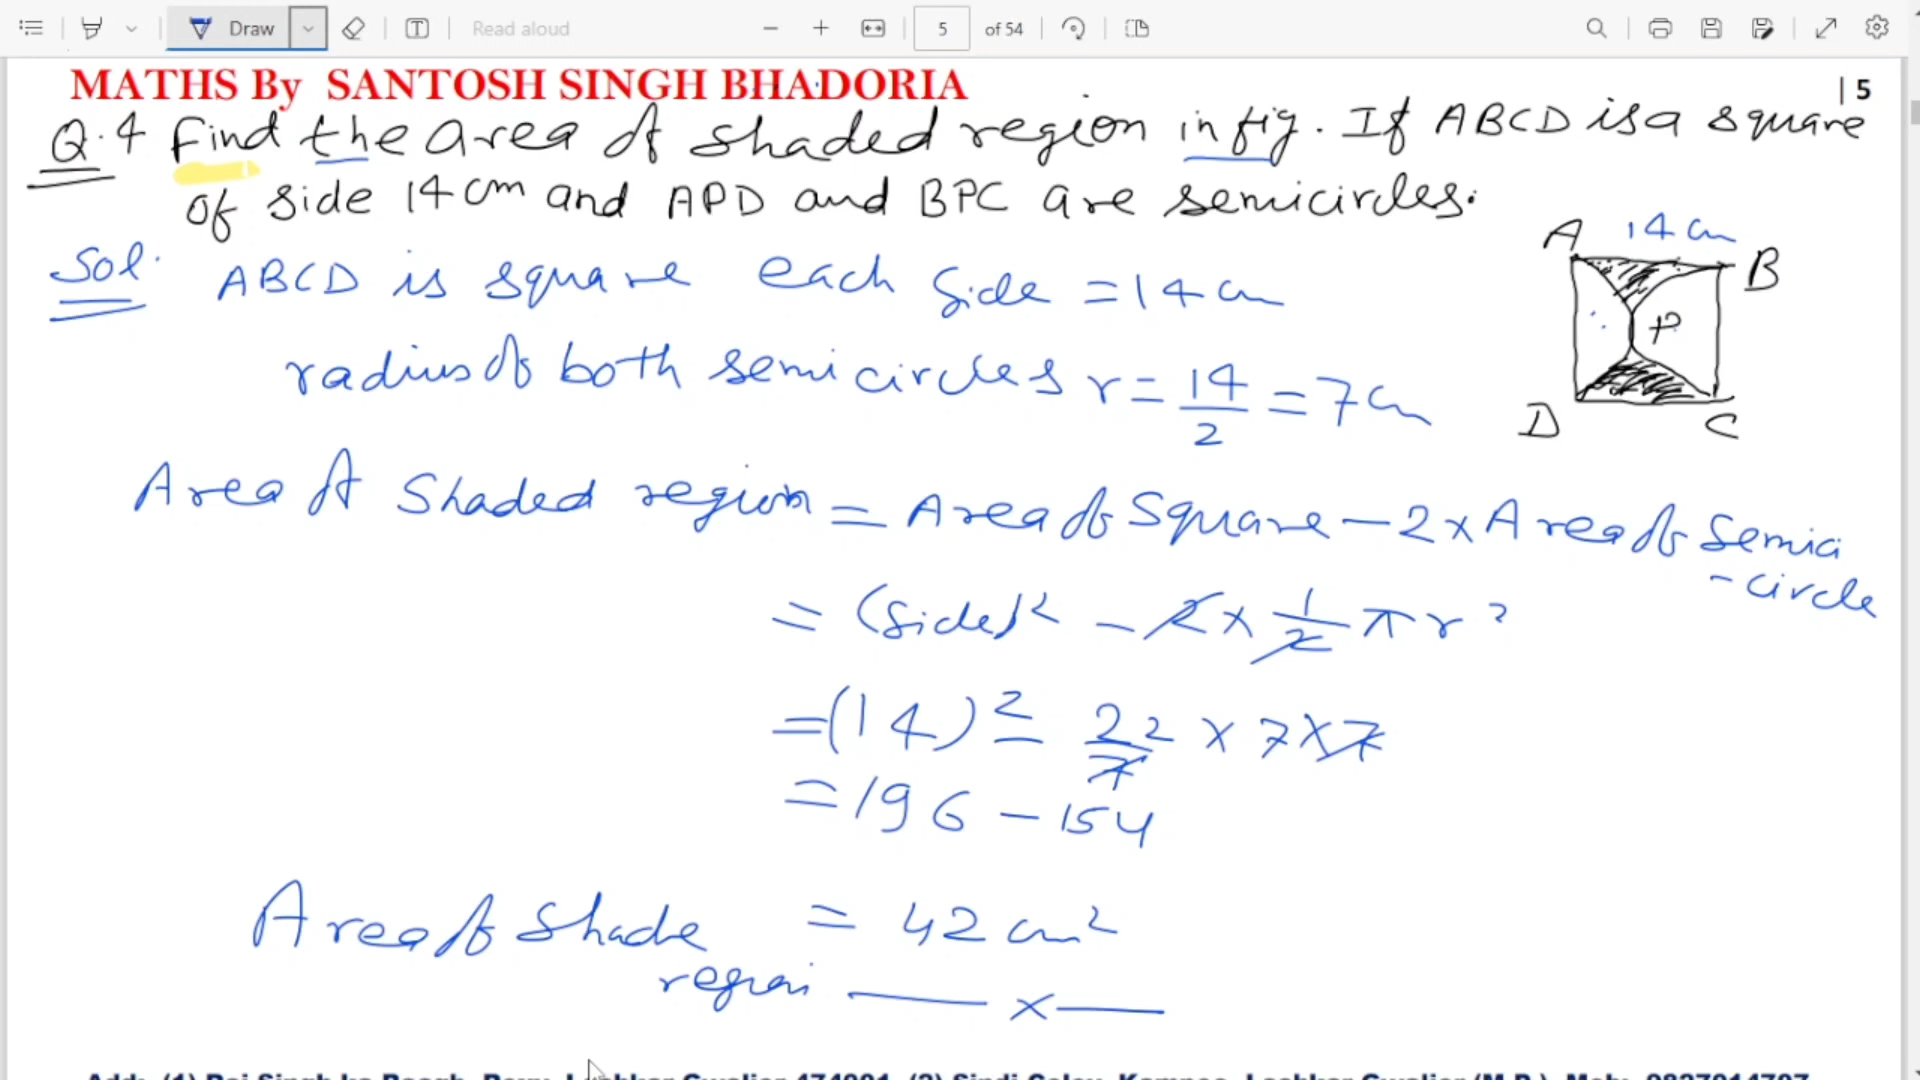 Draw
Read aloud
5 of 54
MATHS By SANTOSH SINGH BHADORIA
| 5
Q.4 Find the area of shaded region in fig. If ABCD is a square
of side 14 cm and APD and BPC are semicircles.
A 14 cm B
P
D C
Sol. ABCD is square each side = 14 cm
radius of both semicircles r = 14/2 = 7 cm
Area of shaded region = Area of Square - 2 x Area of Semici
-circle
= (side)² - 2 x 1/2 πr²
= (14)² - 22/7 x 7 x 7
= 196 - 154
Area of Shade = 42 cm²
x